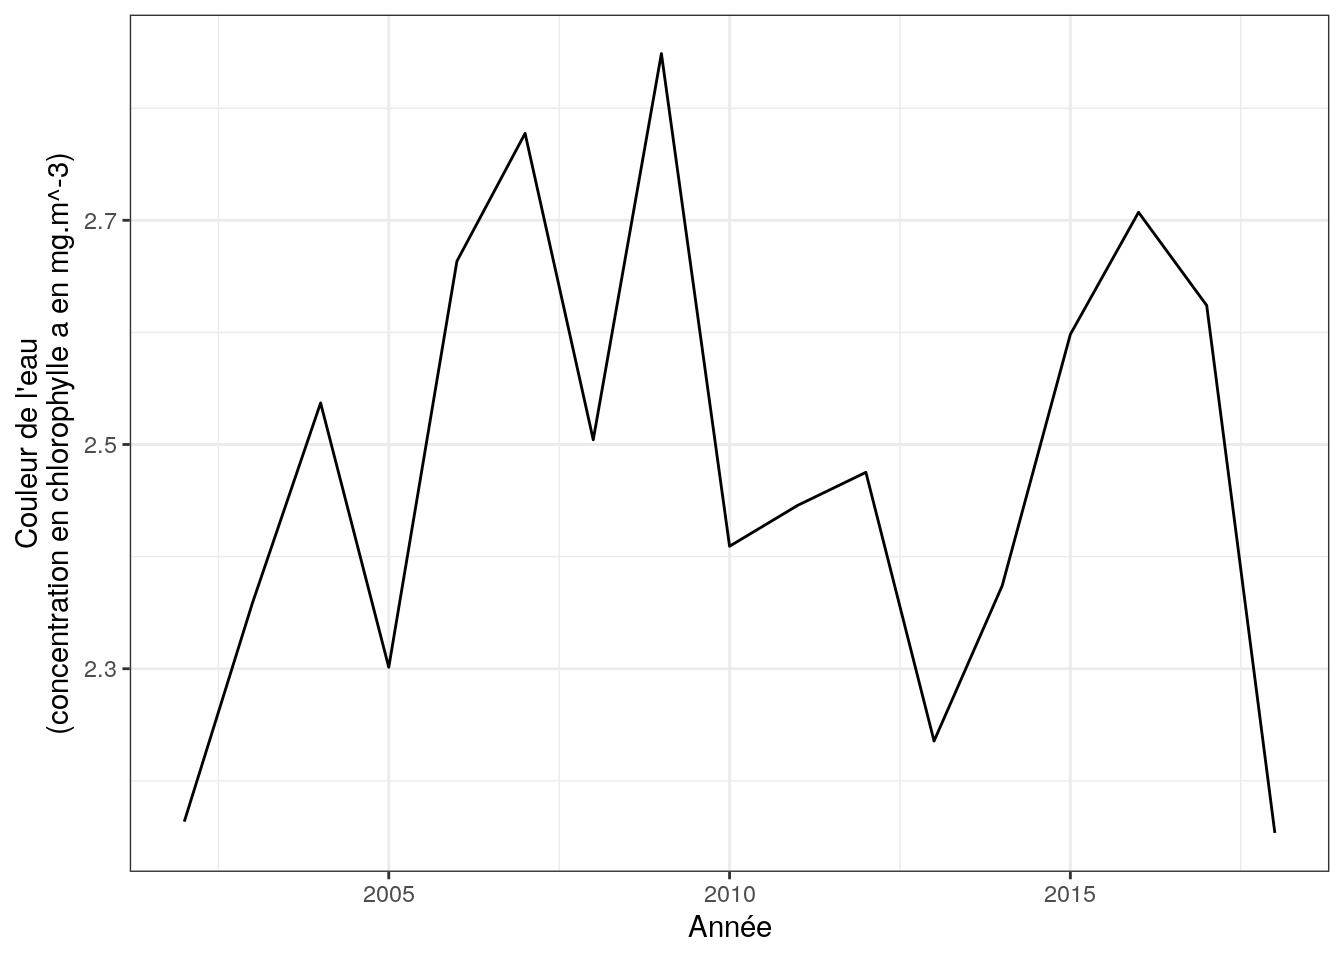 Couleur de l'eau
(concentration en chlorophylle a en mg.m^-3)
2.7
2.5
2.3
2005
2010
2015
Année